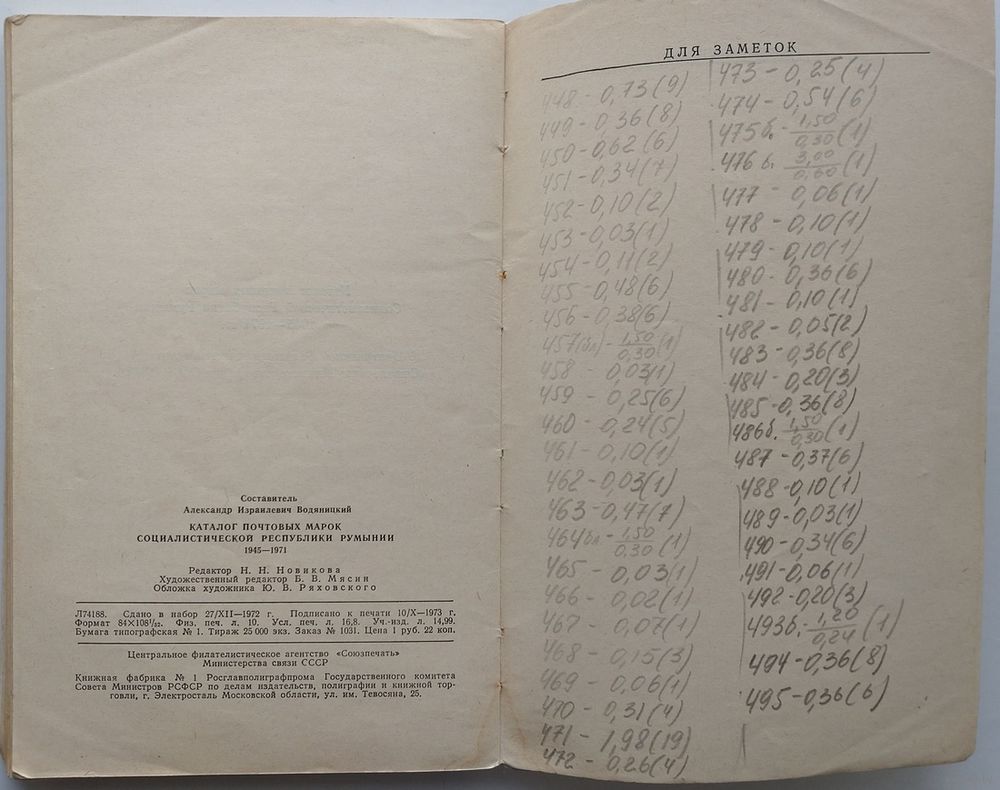 Составитель
Александр Израилевич Водяницкий
КАТАЛОГ ПОЧТОВЫХ МАРОК
СОЦИАЛИСТИЧЕСКОЙ РЕСПУБЛИКИ РУМЫНИИ
1945—1971
Редактор Н. Н. Новикова
Художественный редактор Б. В. Мясин
Обложка художника Ю. В. Ряховского
Л74188. Сдано в набор 27/XII—1972 г. Подписано к печати 10/X—1973 г.
Формат 84×108¹/₃₂. Физ. печ. л. 10. Усл. печ. л. 16,8. Уч.-изд. л. 14,99.
Бумага типографская № 1. Тираж 25 000 экз. Заказ № 1031. Цена 1 руб. 22 коп.
Центральное филателистическое агентство «Союзпечать»
Министерства связи СССР
Книжная фабрика № 1 Росглавполиграфпрома Государственного комитета
Совета Министров РСФСР по делам издательств, полиграфии и книжной тор-
говли, г. Электросталь Московской области, ул. им. Тевосяна, 25.
ДЛЯ ЗАМЕТОК
448-0,73(9)
449-0,36(8)
450-0,62(6)
451-0,34(7)
452-0,10(2)
453-0,03(1)
454-0,11(2)
455-0,48(6)
456-0,38(6)
457(бл)-1,50/0,30(1)
458-0,03(1)
459-0,25(6)
460-0,24(5)
461-0,10(1)
462-0,03(1)
463-0,47(7)
464бл-1,50/0,30(1)
465-0,03(1)
466-0,02(1)
467-0,07(1)
468-0,15(3)
469-0,06(1)
470-0,31(4)
471-1,98(19)
472-0,26(4)
473-0,25(4)
474-0,54(6)
475б.-1,50/0,30(1)
476б.-3,00/0,60(1)
477-0,06(1)
478-0,10(1)
479-0,10(1)
480-0,36(6)
481-0,10(1)
482-0,05(2)
483-0,36(8)
484-0,20(3)
485-0,36(8)
486б.-1,50/0,30(1)
487-0,37(6)
488-0,10(1)
489-0,03(1)
490-0,34(6)
491-0,06(1)
492-0,20(3)
493б.-1,20/0,24(1)
494-0,36(8)
495-0,36(6)